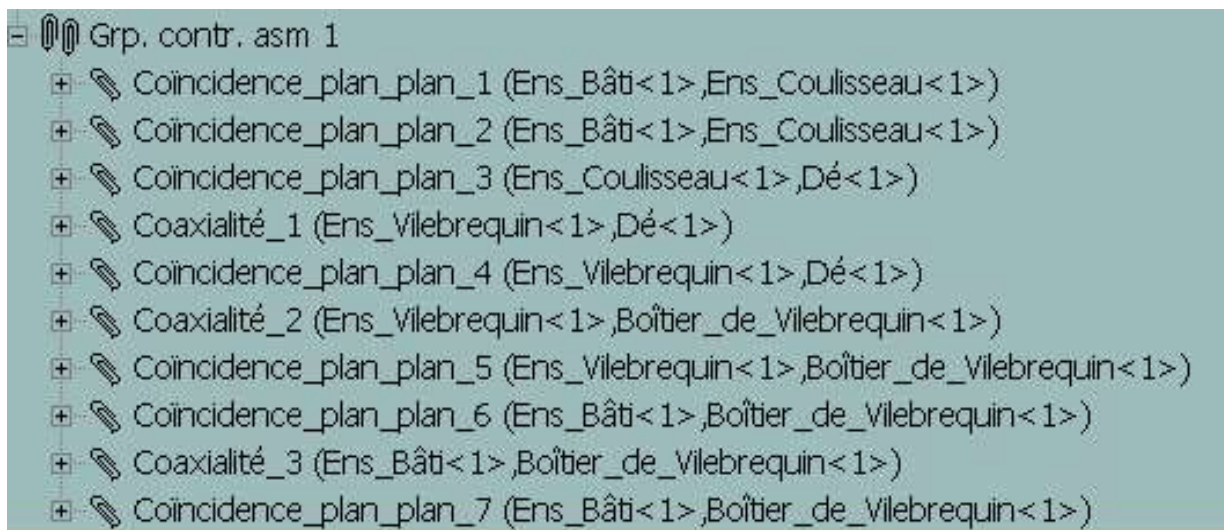 Grp. contr. asm 1
Coïncidence_plan_plan_1 (Ens_Bâti<1>,Ens_Coulisseau<1>)
Coïncidence_plan_plan_2 (Ens_Bâti<1>,Ens_Coulisseau<1>)
Coïncidence_plan_plan_3 (Ens_Coulisseau<1>,Dé<1>)
Coaxialité_1 (Ens_Vilebrequin<1>,Dé<1>)
Coïncidence_plan_plan_4 (Ens_Vilebrequin<1>,Dé<1>)
Coaxialité_2 (Ens_Vilebrequin<1>,Boîtier_de_Vilebrequin<1>)
Coïncidence_plan_plan_5 (Ens_Vilebrequin<1>,Boîtier_de_Vilebrequin<1>)
Coïncidence_plan_plan_6 (Ens_Bâti<1>,Boîtier_de_Vilebrequin<1>)
Coaxialité_3 (Ens_Bâti<1>,Boîtier_de_Vilebrequin<1>)
Coïncidence_plan_plan_7 (Ens_Bâti<1>,Boîtier_de_Vilebrequin<1>)